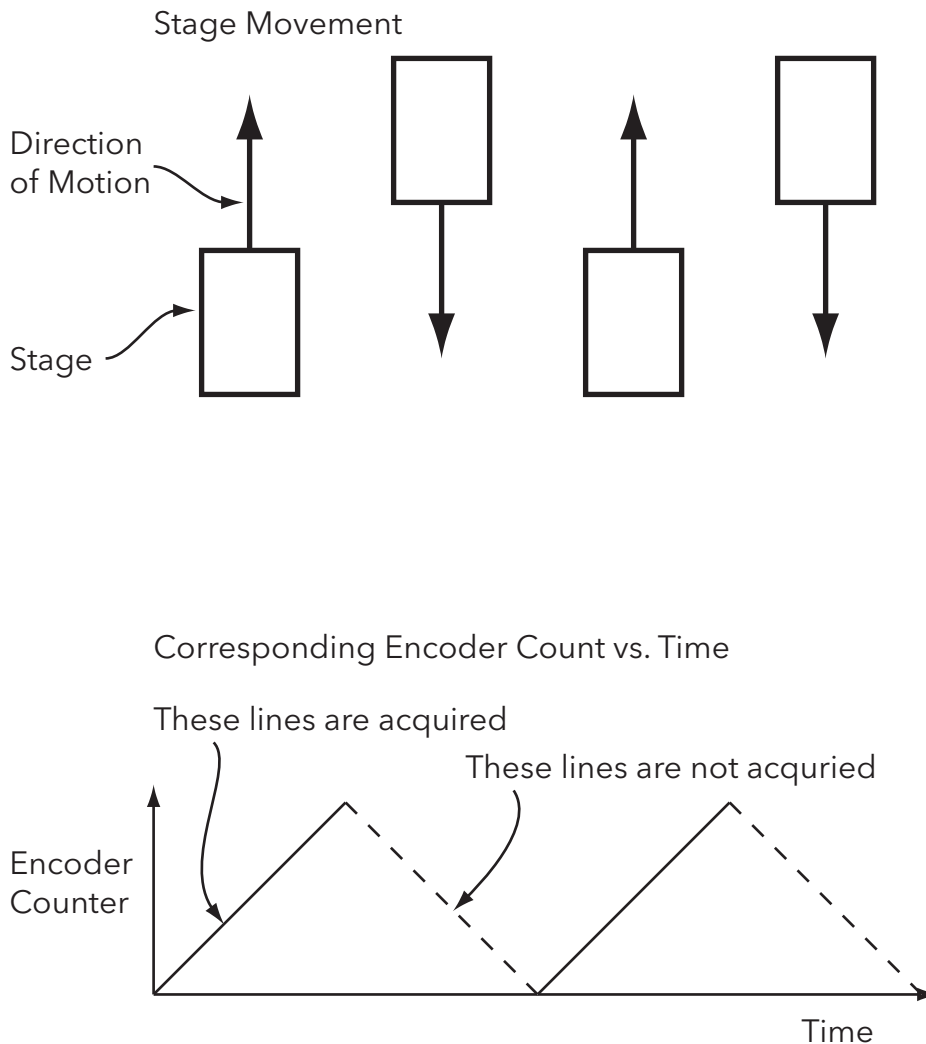 Stage Movement
Direction
of Motion
Stage
Corresponding Encoder Count vs. Time
These lines are acquired
These lines are not acquried
Encoder
Counter
Time